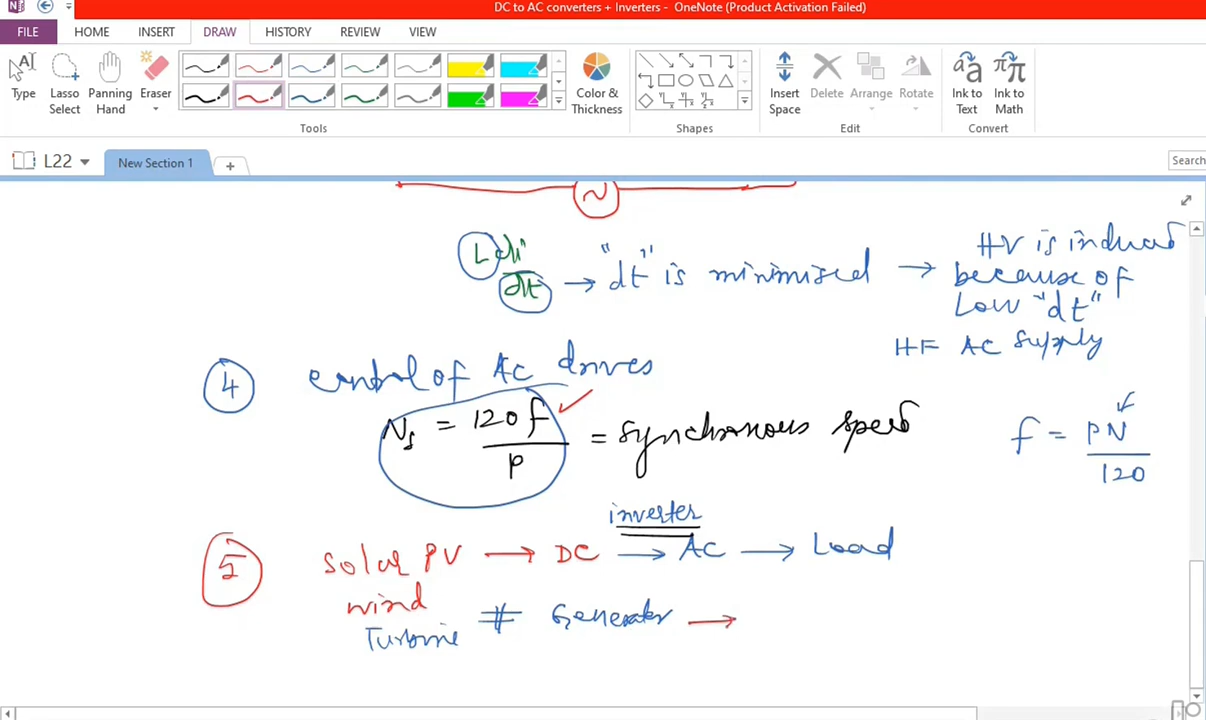 DC to AC converters + Inverters - OneNote (Product Activation Failed)
FILE HOME INSERT DRAW HISTORY REVIEW VIEW
Type Lasso Select Panning Hand Eraser Color & Thickness Insert Space Delete Arrange Rotate Ink to Text Ink to Math
Tools Shapes Edit Convert
L22 New Section 1 Search
N
L di/dt → "dt" is minimised → HV is induced
because of
Low "dt"
HF AC supply
4 control of AC drives
Ns = 120 f / P = synchronous speed
f = PN / 120
inverter
5 solar PV → DC → AC → Load
wind
Turbine # Generator →